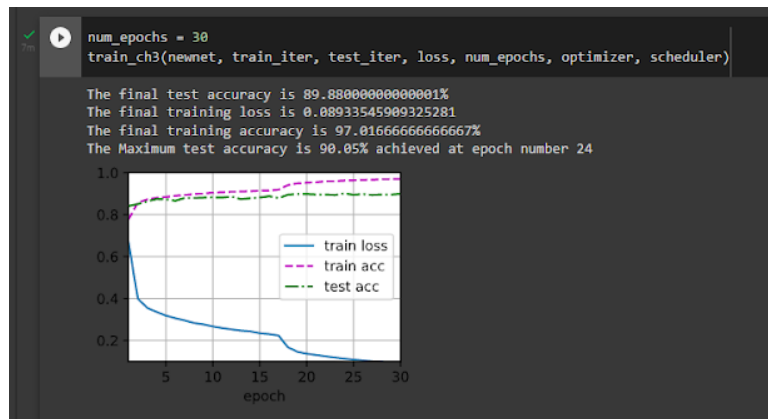 num_epochs = 30
7m
train_ch3(newnet, train_iter, test_iter, loss, num_epochs, optimizer, scheduler)
The final test accuracy is 89.88000000000001%
The final training loss is 0.08933545909325281
The final training accuracy is 97.01666666666667%
The Maximum test accuracy is 90.05% achieved at epoch number 24
1.0
0.8
0.6
0.4
0.2
train loss
train acc
test acc
5 10 15 20 25 30
epoch